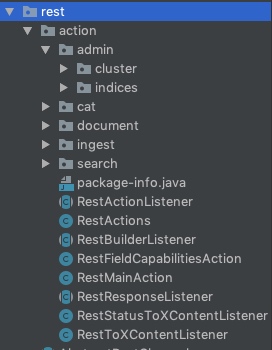 rest
action
admin
cluster
indices
cat
document
ingest
search
package-info.java
RestActionListener
RestActions
RestBuilderListener
RestFieldCapabilitiesAction
RestMainAction
RestResponseListener
RestStatusToXContentListener
RestToXContentListener